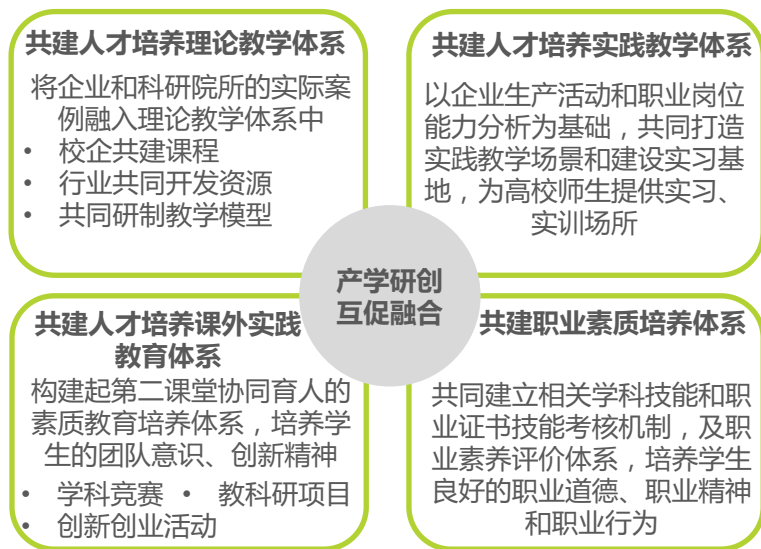 共建人才培养理论教学体系
将企业和科研院所的实际案
例融入理论教学体系中
• 校企共建课程
• 行业共同开发资源
• 共同研制教学模型
共建人才培养实践教学体系
以企业生产活动和职业岗位
能力分析为基础，共同打造
实践教学场景和建设实习基
地，为高校师生提供实习、
实训场所
产学研创
互促融合
共建人才培养课外实践
教育体系
构建起第二课堂协同育人的
素质教育培养体系，培养学
生的团队意识、创新精神
• 学科竞赛 • 教科研项目
• 创新创业活动
共建职业素质培养体系
共同建立相关学科技能和职
业证书技能考核机制，及职
业素养评价体系，培养学生
良好的职业道德、职业精神
和职业行为